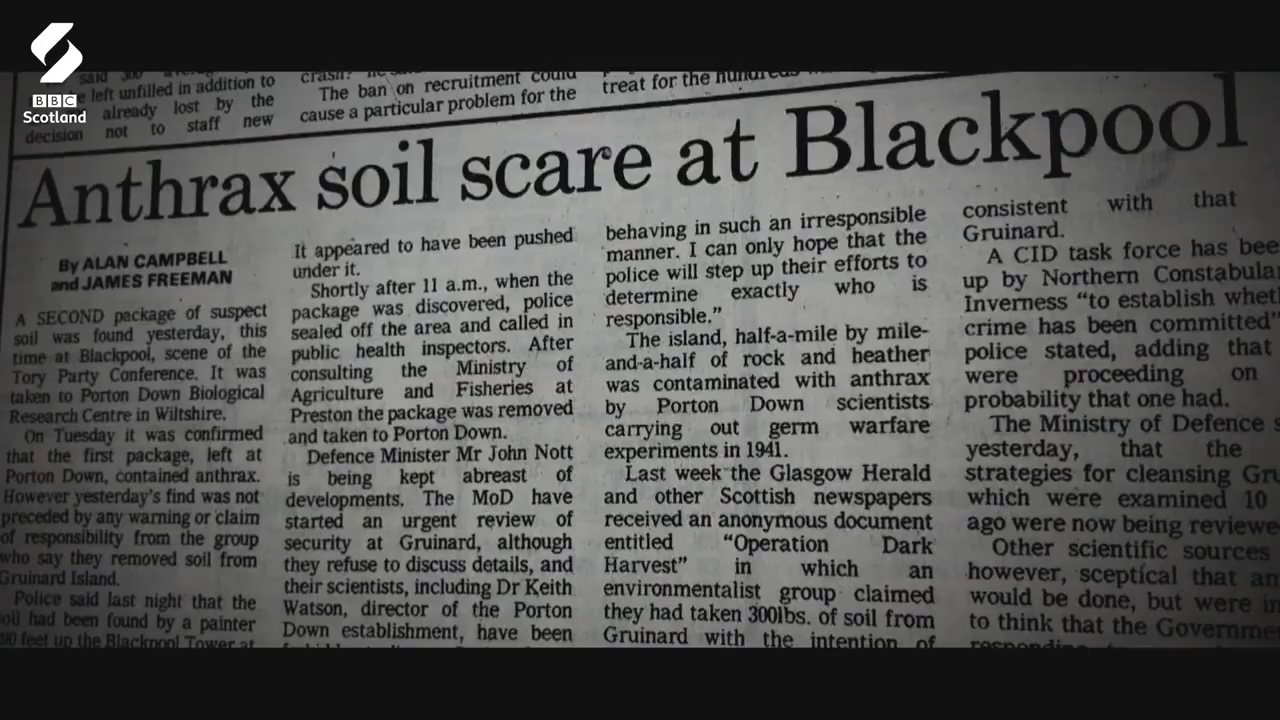 BBC
Scotland
left unfilled in addition to
already lost by the
decision not to staff new
The ban on recruitment could
cause a particular problem for the
treat for the hundreds
Anthrax soil scare at Blackpool
By ALAN CAMPBELL
and JAMES FREEMAN
A SECOND package of suspect
soil was found yesterday, this
time at Blackpool, scene of the
Tory Party Conference. It was
taken to Porton Down Biological
Research Centre in Wiltshire.
On Tuesday it was confirmed
that the first package, left at
Porton Down, contained anthrax.
However yesterday's find was not
preceded by any warning or claim
of responsibility from the group
who say they removed soil from
Gruinard Island.
Police said last night that the
soil had been found by a painter
90 feet up the Blackpool Tower at
It appeared to have been pushed
under it.
Shortly after 11 a.m., when the
package was discovered, police
sealed off the area and called in
public health inspectors. After
consulting the Ministry of
Agriculture and Fisheries at
Preston the package was removed
and taken to Porton Down.
Defence Minister Mr John Nott
is being kept abreast of
developments. The MoD have
started an urgent review of
security at Gruinard, although
they refuse to discuss details, and
their scientists, including Dr Keith
Watson, director of the Porton
Down establishment, have been
behaving in such an irresponsible
manner. I can only hope that the
police will step up their efforts to
determine exactly who is
responsible."
The island, half-a-mile by mile-
and-a-half of rock and heather
was contaminated with anthrax
by Porton Down scientists
carrying out germ warfare
experiments in 1941.
Last week the Glasgow Herald
and other Scottish newspapers
received an anonymous document
entitled "Operation Dark
Harvest" in which an
environmentalist group claimed
they had taken 300lbs. of soil from
Gruinard with the intention of
consistent with that
Gruinard.
A CID task force has bee
up by Northern Constabula
Inverness "to establish whet
crime has been committed"
police stated, adding that
were proceeding on
probability that one had.
The Ministry of Defence s
yesterday, that the
strategies for cleansing Gru
which were examined 10
ago were now being reviewe
Other scientific sources
however, sceptical that an
would be done, but were in
to think that the Governme